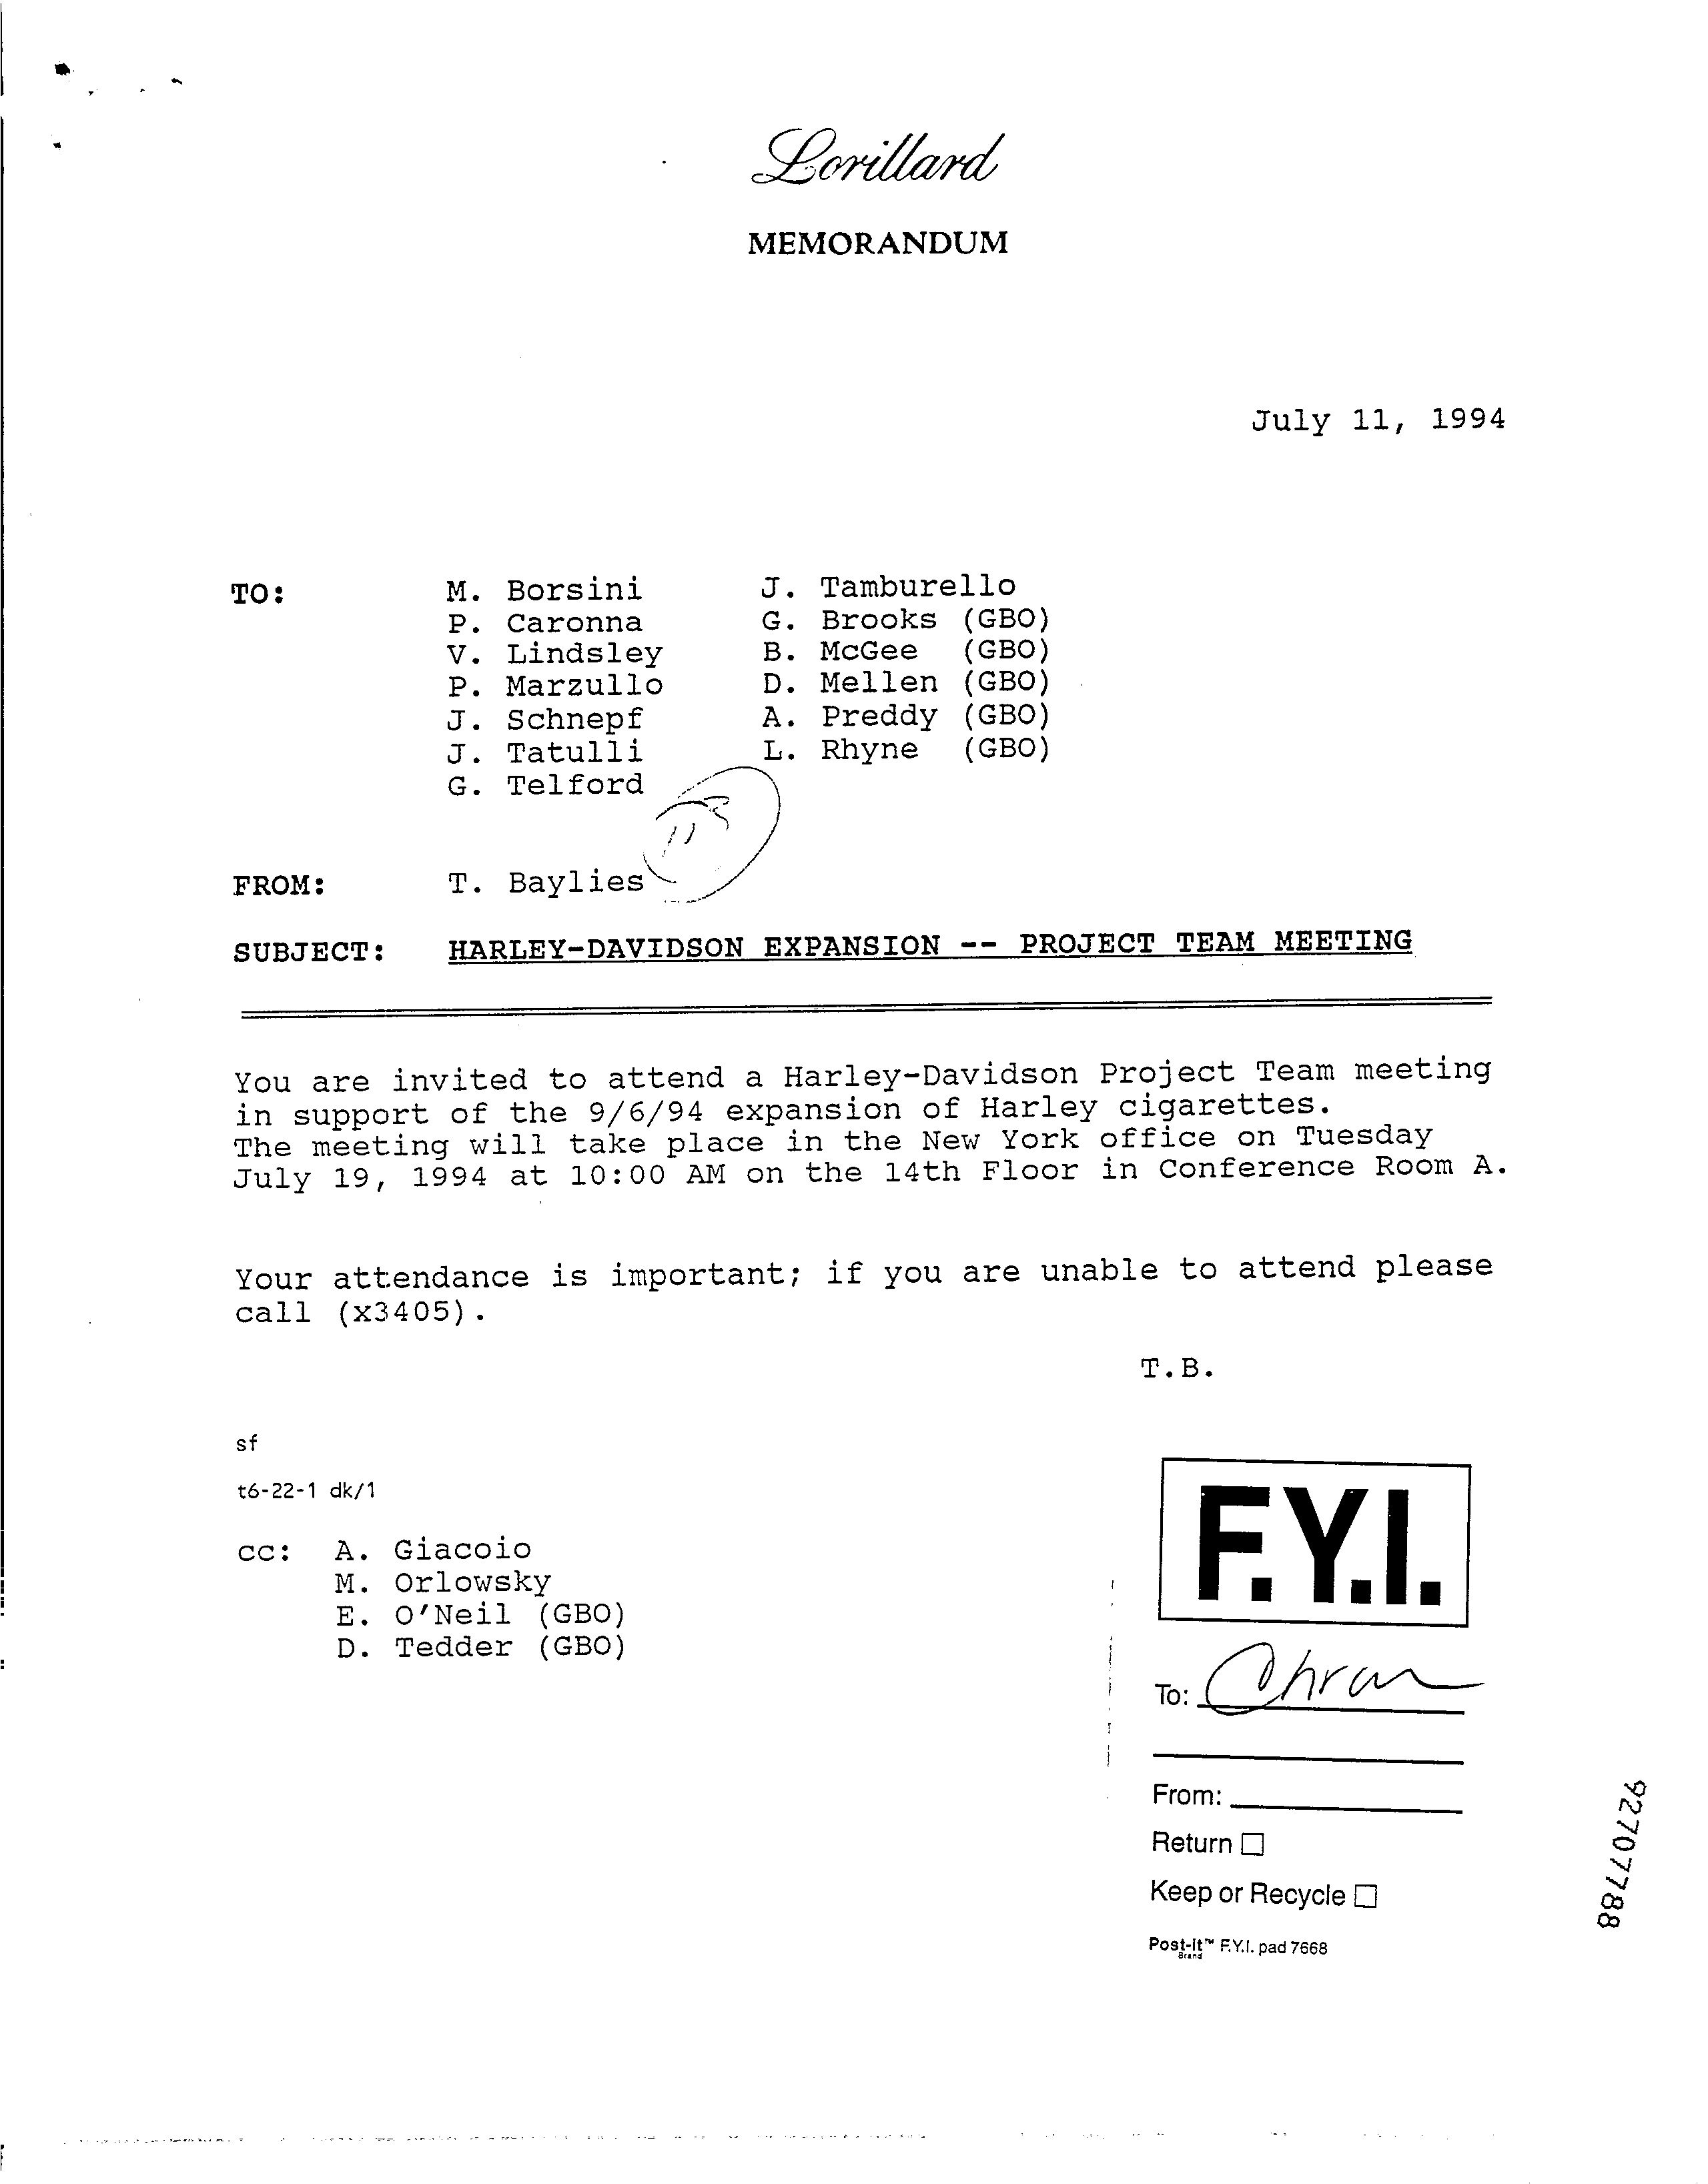 Lorillard
MEMORANDUM
July 11, 1994
TO: M. Borsini J. Tamburello
P. Caronna G. Brooks (GBO)
V. Lindsley B. McGee (GBO)
P. Marzullo D. Mellen (GBO)
J. Schnepf A. Preddy (GBO)
J. Tatulli L. Rhyne (GBO)
G. Telford
FROM: T. Baylies
SUBJECT: HARLEY-DAVIDSON EXPANSION -- PROJECT TEAM MEETING
You are invited to attend a Harley-Davidson Project Team meeting
in support of the 9/6/94 expansion of Harley cigarettes.
The meeting will take place in the New York office on Tuesday
July 19, 1994 at 10:00 AM on the 14th Floor in Conference Room A.
Your attendance is important; if you are unable to attend please
call (x3405).
T.B.
sf
t6-22-1 dk/1
cc: A. Giacoio
M. Orlowsky
E. O'Neil (GBO)
D. Tedder (GBO)
F.Y.I.
To:
From:
Return
Keep or Recycle
Post-it™ F.Y.I. pad 7668
Brand
92707788